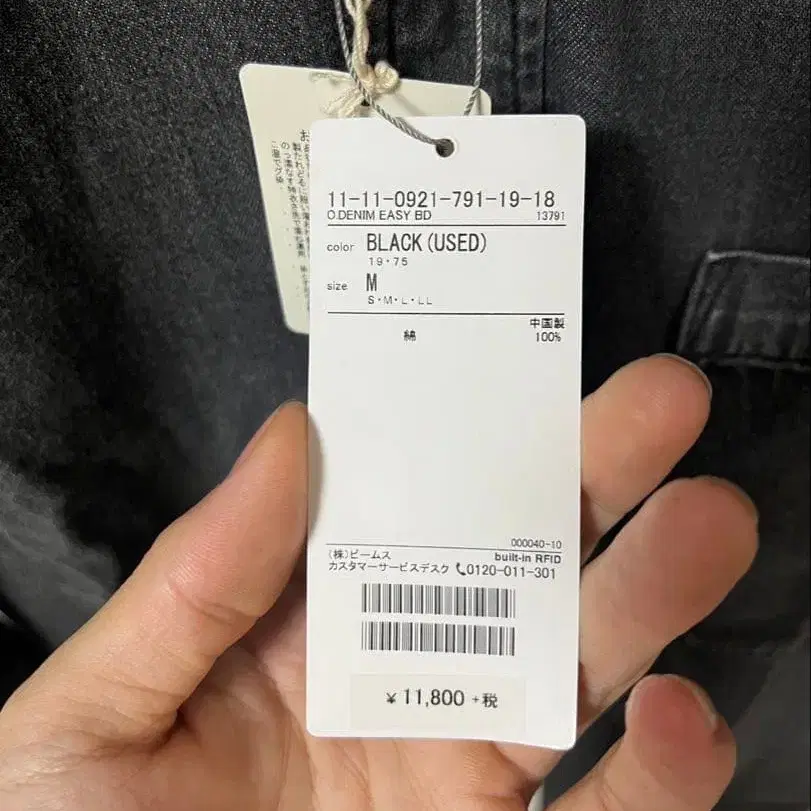 11-11-0921-791-19-18
O.DENIM EASY BD 13791
color BLACK(USED)
19・75
size M
S・M・L・LL
中国製
綿 100%
000040-10
(株)ビームス built-in RFID
カスタマーサービスデスク 0120-011-301
¥11,800 +税